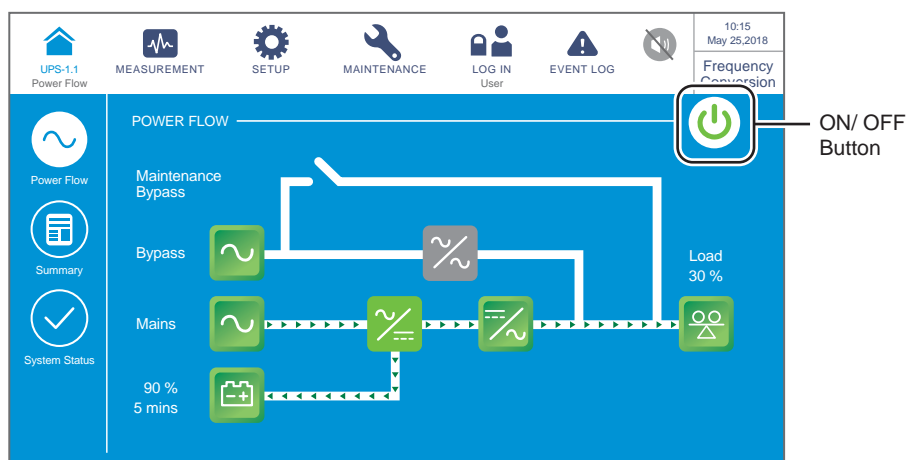 10:15
May 25,2018
UPS-1.1
Power Flow
MEASUREMENT
SETUP
MAINTENANCE
LOG IN
User
EVENT LOG
Frequency
Conversion
POWER FLOW
ON/ OFF
Button
Power Flow
Maintenance
Bypass
Bypass
Load
30 %
Summary
Mains
System Status
90 %
5 mins